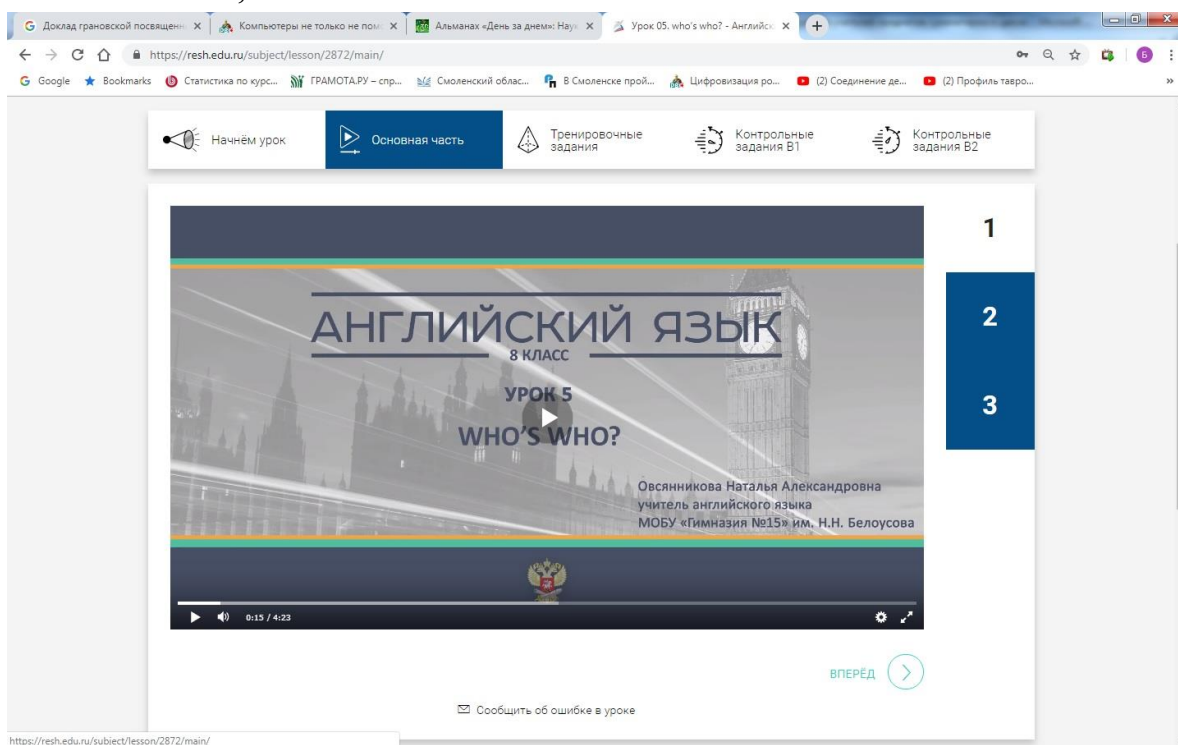 Доклад грановской посвящени
Компьютеры не только не пом
Альманах «День за днем»: Наук
Урок 05. who's who? - Английск
https://resh.edu.ru/subject/lesson/2872/main/
Google
Bookmarks
Статистика по курс...
ГРАМОТА.РУ – спр...
Смоленский облас...
В Смоленске прой...
Цифровизация ро...
(2) Соединение де...
(2) Профиль тавро...
»
Начнём урок
Основная часть
Тренировочные
задания
Контрольные
задания B1
Контрольные
задания B2
1
2
3
АНГЛИЙСКИЙ ЯЗЫК
8 КЛАСС
УРОК 5
WHO'S WHO?
Овсянникова Наталья Александровна
учитель английского языка
МОБУ «Гимназия №15» им. Н.Н. Белоусова
0:15 / 4:23
ВПЕРЁД
Сообщить об ошибке в уроке
https://resh.edu.ru/subject/lesson/2872/main/